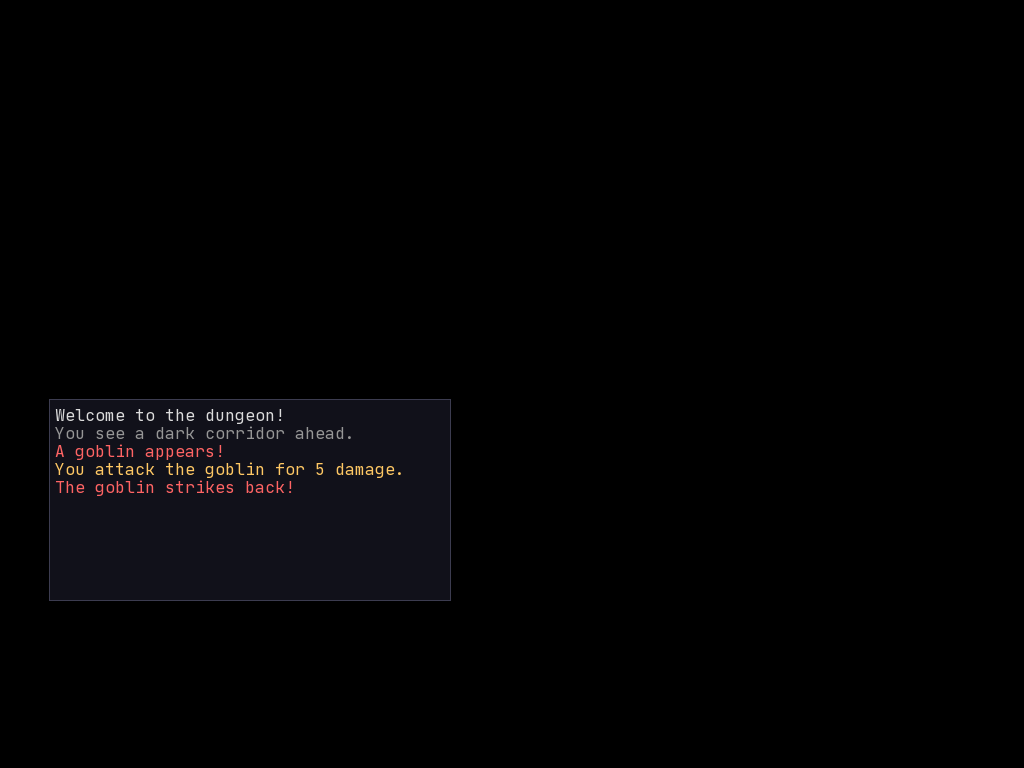 Welcome to the dungeon!
You see a dark corridor ahead.
A goblin appears!
You attack the goblin for 5 damage.
The goblin strikes back!